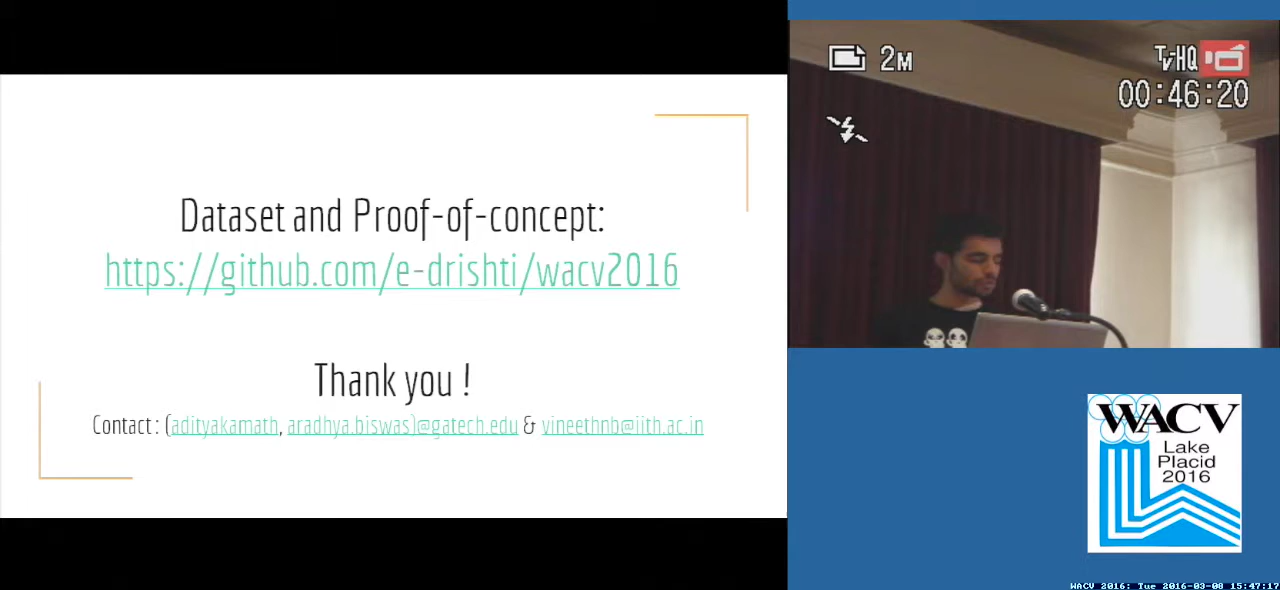 Dataset and Proof-of-concept:
https://github.com/e-drishti/wacv2016
Thank you !
Contact : (adityakamath, aradhya.biswas)@gatech.edu & vineethnb@iith.ac.in
2M
TV-HQ
00:46:20
WACV
Lake
Placid
2016
WACV 2016: Tue 2016-03-08 15:47:17